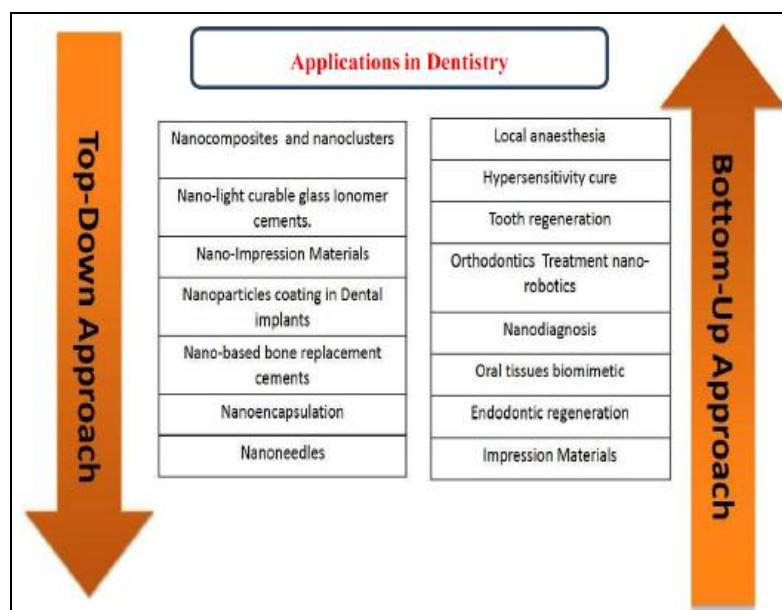 Applications in Dentistry
Top-Down Approach
Nanocomposites and nanoclusters
Nano-light curable glass Ionomer
cements.
Nano-Impression Materials
Nanoparticles coating in Dental
implants
Nano-based bone replacement
cements
Nanoencapsulation
Nanoneedles
Local anaesthesia
Hypersensitivity cure
Tooth regeneration
Orthodontics Treatment nano-
robotics
Nanodiagnosis
Oral tissues biomimetic
Endodontic regeneration
Impression Materials
Bottom-Up Approach